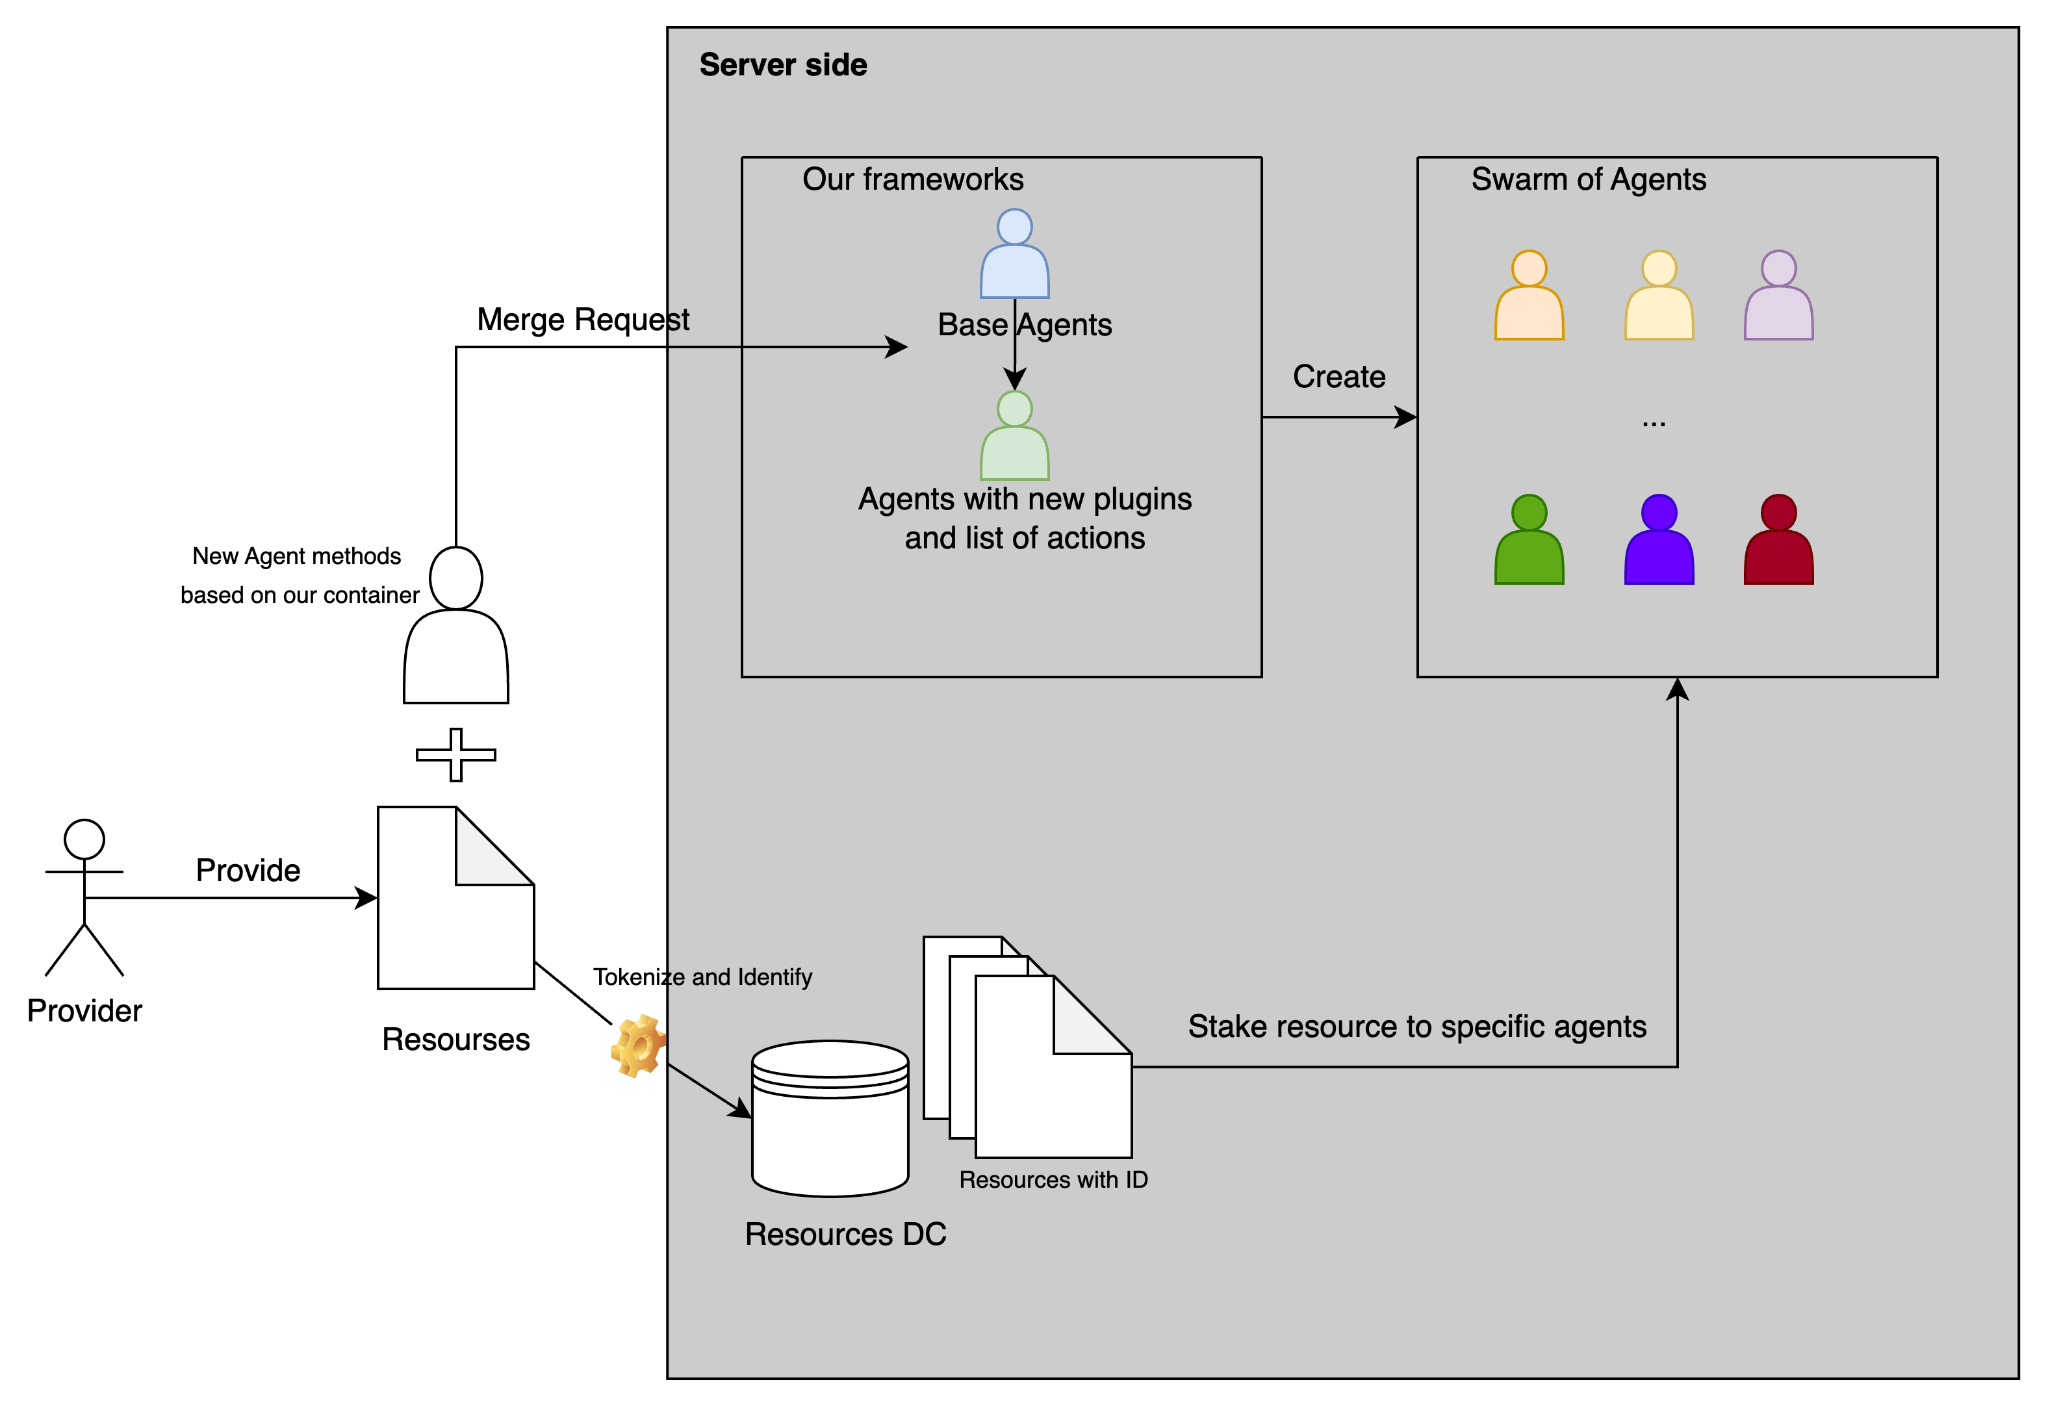 Server side
Our frameworks
Swarm of Agents
Merge Request
Base Agents
Create
...
Agents with new plugins
and list of actions
New Agent methods
based on our container
Provide
Provider
Resourses
Tokenize and Identify
Stake resource to specific agents
Resources with ID
Resources DC